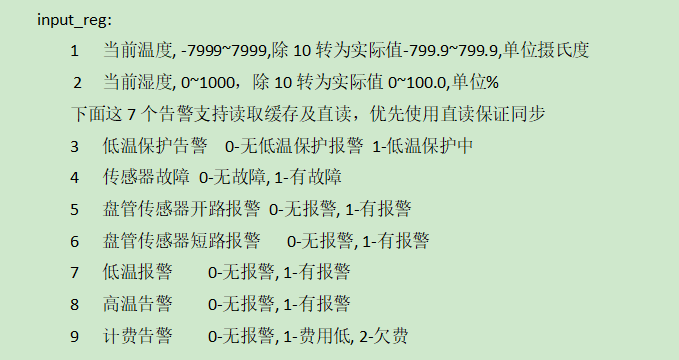 input_reg:
1 当前温度, -7999~7999,除 10 转为实际值-799.9~799.9,单位摄氏度
2 当前湿度, 0~1000，除 10 转为实际值 0~100.0,单位%
下面这 7 个告警支持读取缓存及直读，优先使用直读保证同步
3 低温保护告警 0-无低温保护报警 1-低温保护中
4 传感器故障 0-无故障, 1-有故障
5 盘管传感器开路报警 0-无报警, 1-有报警
6 盘管传感器短路报警 0-无报警, 1-有报警
7 低温报警 0-无报警, 1-有报警
8 高温告警 0-无报警, 1-有报警
9 计费告警 0-无报警, 1-费用低, 2-欠费